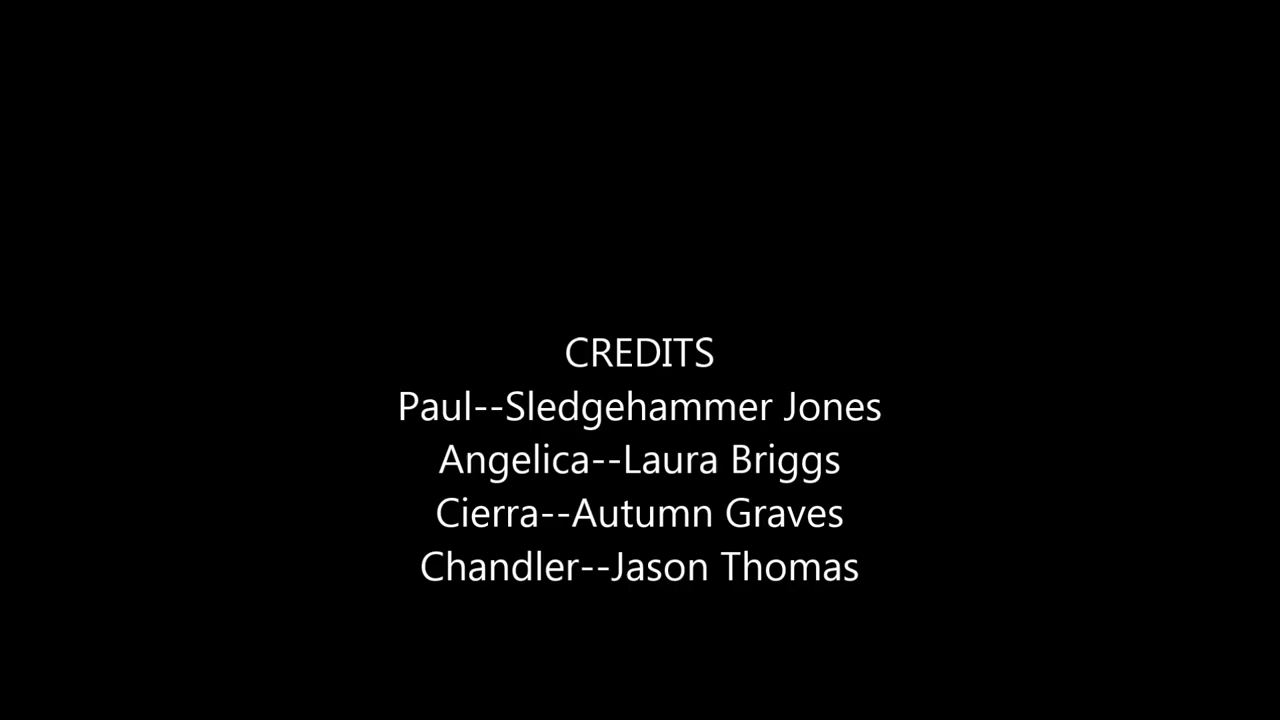 CREDITS
Paul--Sledgehammer Jones
Angelica--Laura Briggs
Cierra--Autumn Graves
Chandler--Jason Thomas